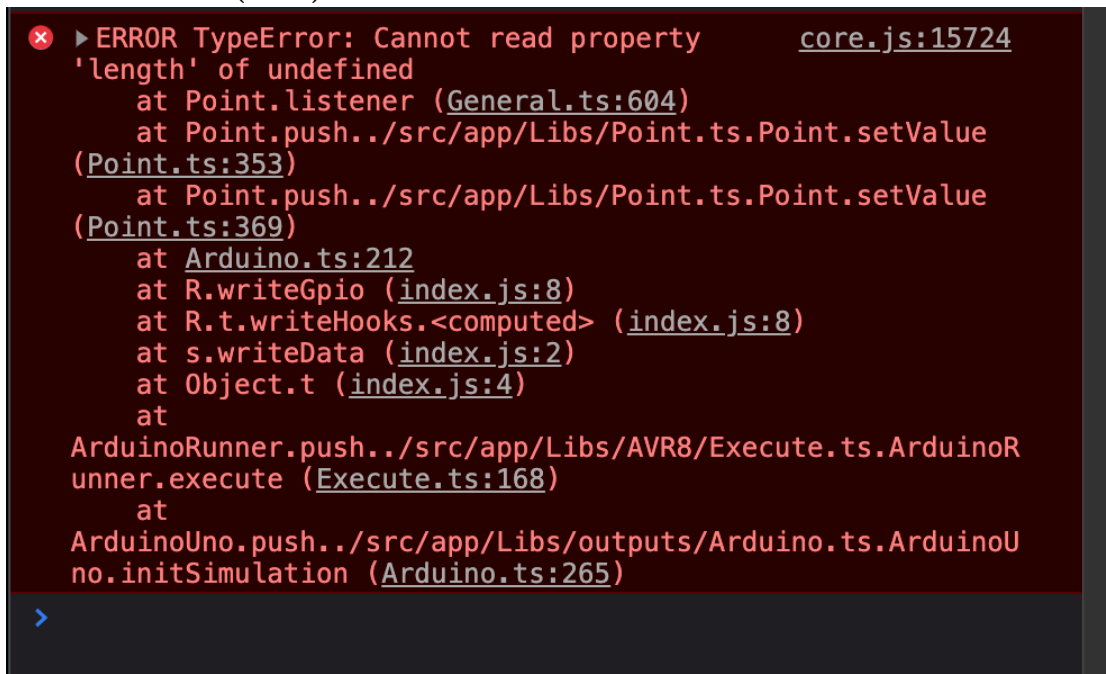 ERROR TypeError: Cannot read property core.js:15724
'length' of undefined
at Point.listener (General.ts:604)
at Point.push../src/app/Libs/Point.ts.Point.setValue
(Point.ts:353)
at Point.push../src/app/Libs/Point.ts.Point.setValue
(Point.ts:369)
at Arduino.ts:212
at R.writeGpio (index.js:8)
at R.t.writeHooks.<computed> (index.js:8)
at s.writeData (index.js:2)
at Object.t (index.js:4)
at
ArduinoRunner.push../src/app/Libs/AVR8/Execute.ts.ArduinoR
unner.execute (Execute.ts:168)
at
ArduinoUno.push../src/app/Libs/outputs/Arduino.ts.ArduinoU
no.initSimulation (Arduino.ts:265)